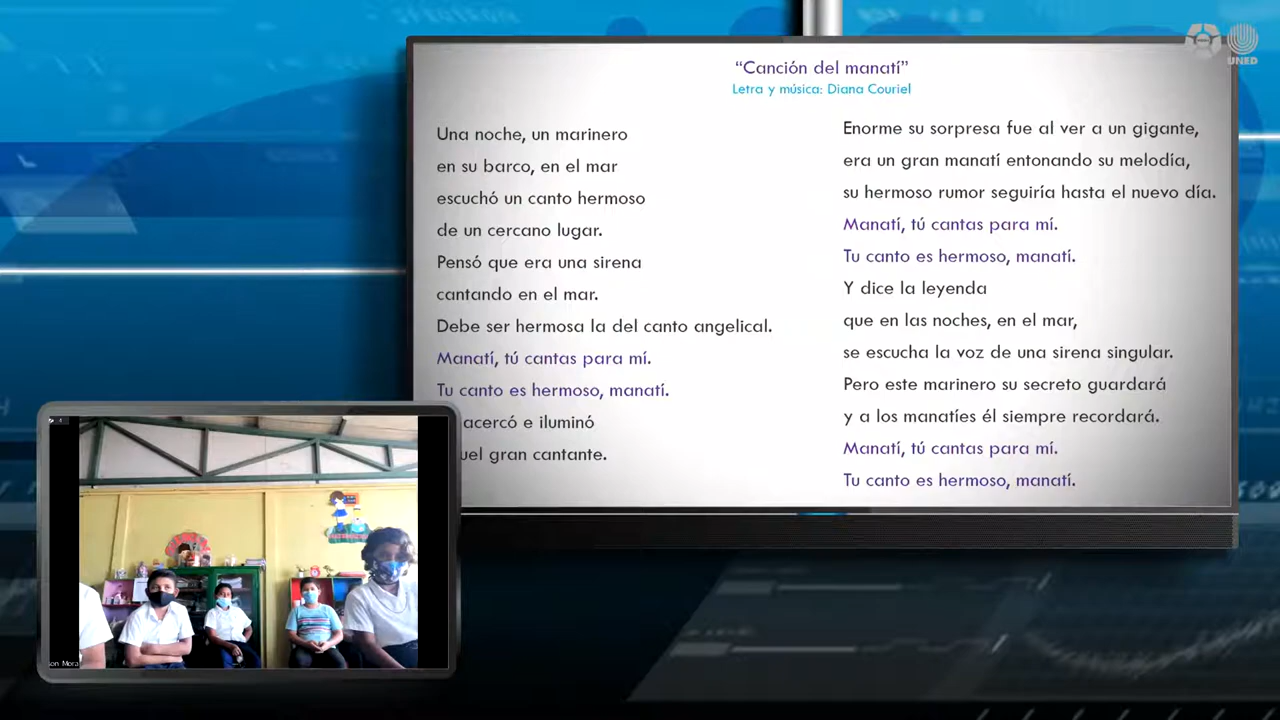 UNED
“Canción del manatí”
Letra y música: Diana Couriel
Una noche, un marinero
en su barco, en el mar
escuchó un canto hermoso
de un cercano lugar.
Pensó que era una sirena
cantando en el mar.
Debe ser hermosa la del canto angelical.
Manatí, tú cantas para mí.
Tu canto es hermoso, manatí.
acercó e iluminó
gran cantante.
Enorme su sorpresa fue al ver a un gigante,
era un gran manatí entonando su melodía,
su hermoso rumor seguiría hasta el nuevo día.
Manatí, tú cantas para mí.
Tu canto es hermoso, manatí.
Y dice la leyenda
que en las noches, en el mar,
se escucha la voz de una sirena singular.
Pero este marinero su secreto guardará
y a los manatíes él siempre recordará.
Manatí, tú cantas para mí.
Tu canto es hermoso, manatí.
Mora